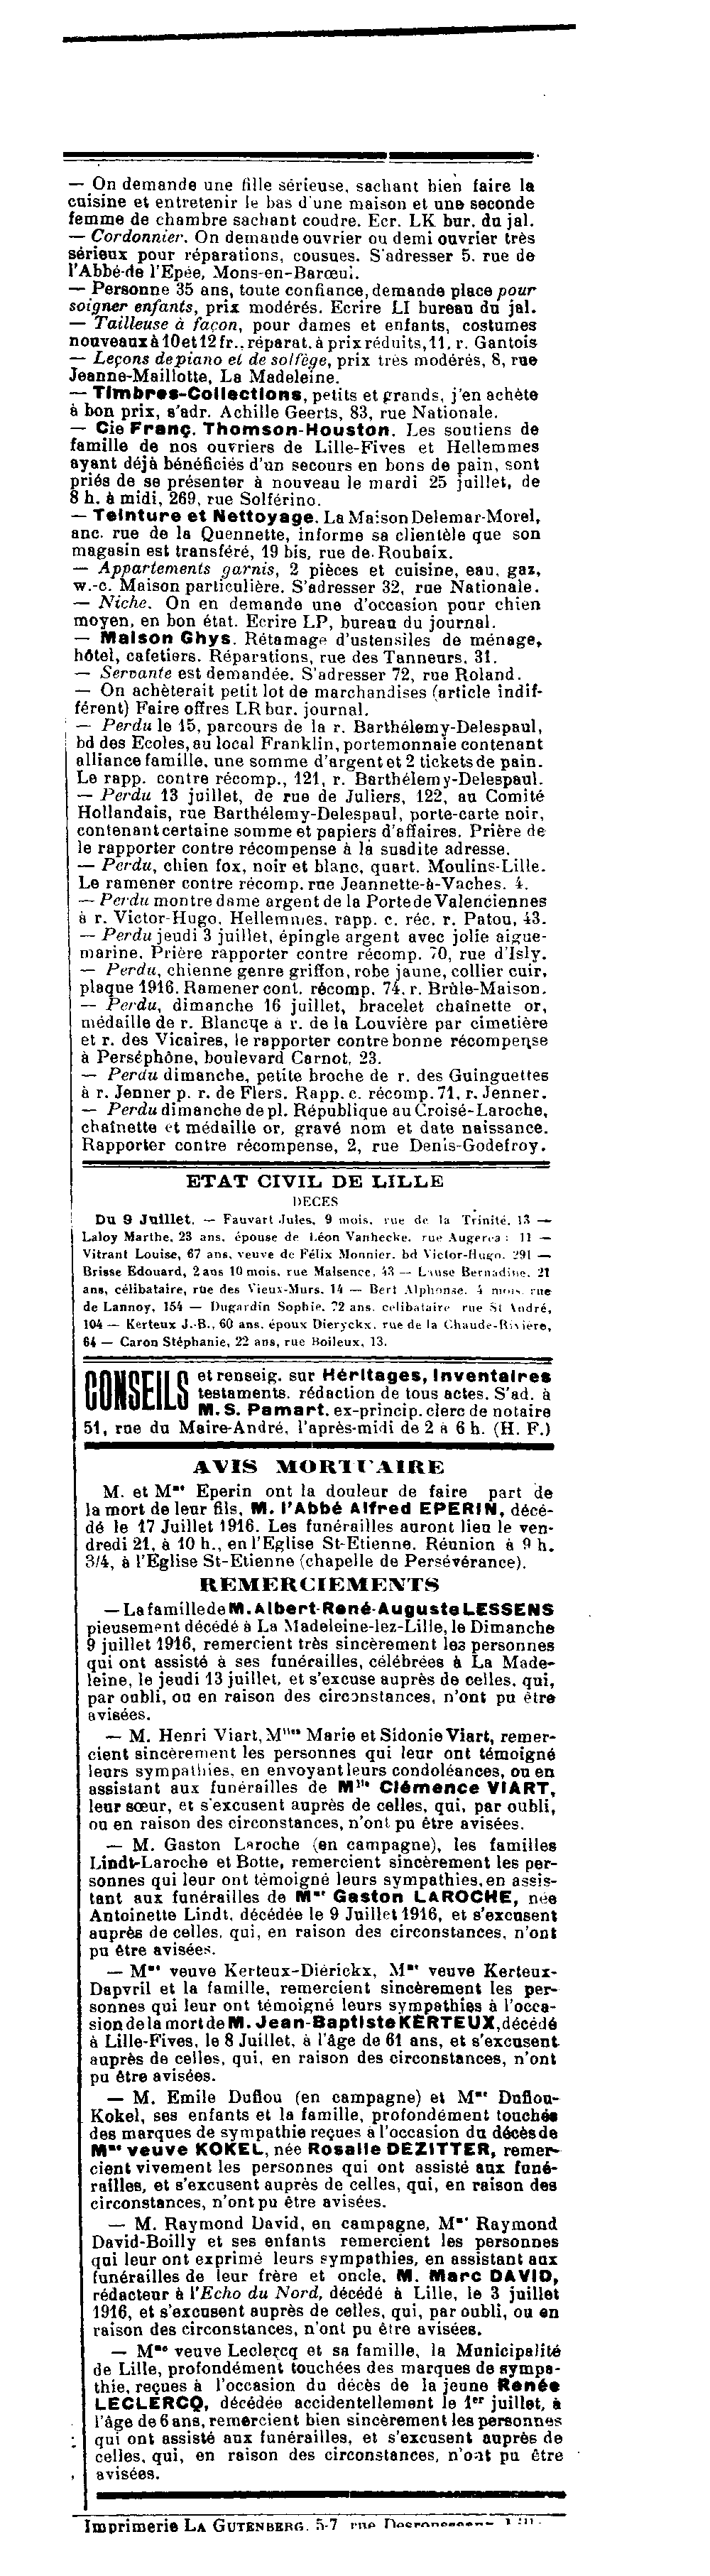 — On demande une fille sérieuse, sachant bien faire la
cuisine et entretenir le bas d'une maison et une seconde
femme de chambre sachant coudre. Ecr. LK bur. du jal.
— Cordonnier. On demande ouvrier ou demi ouvrier très
sérieux pour réparations, cousues. S'adresser 5, rue de
l'Abbé-de l'Epée, Mons-en-Barœul.
— Personne 35 ans, toute confiance, demande place pour
soigner enfants, prix modérés. Ecrire LI bureau du jal.
— Tailleuse à façon, pour dames et enfants, costumes
nouveaux à 10 et 12 fr., réparat. à prix réduits, 11, r. Gantois
— Leçons de piano et de solfège, prix très modérés, 8, rue
Jeanne-Maillotte, La Madeleine.
— Timbres-Collections, petits et grands, j'en achète
à bon prix, s'adr. Achille Geerts, 83, rue Nationale.
— Cie Franç. Thomson-Houston. Les soutiens de
famille de nos ouvriers de Lille-Fives et Hellemmes
ayant déjà bénéficiés d'un secours en bons de pain, sont
priés de se présenter à nouveau le mardi 25 juillet, de
8 h. à midi, 269, rue Solférino.
— Teinture et Nettoyage. La Maison Delemar-Morel,
anc. rue de la Quennette, informe sa clientèle que son
magasin est transféré, 19 bis, rue de Roubaix.
— Appartements garnis, 2 pièces et cuisine, eau, gaz,
w.-c. Maison particulière. S'adresser 32, rue Nationale.
— Niche. On en demande une d'occasion pour chien
moyen, en bon état. Ecrire LP, bureau du journal.
— Maison Ghys. Rétamage d'ustensiles de ménage,
hôtel, cafetiers. Réparations, rue des Tanneurs, 31.
— Servante est demandée. S'adresser 72, rue Roland.
— On achèterait petit lot de marchandises (article indif-
férent) Faire offres LR bur. journal.
— Perdu le 15, parcours de la r. Barthélemy-Delespaul,
bd des Ecoles, au local Franklin, portemonnaie contenant
alliance famille, une somme d'argent et 2 tickets de pain.
Le rapp. contre récomp., 121, r. Barthélemy-Delespaul.
— Perdu 13 juillet, de rue de Juliers, 122, au Comité
Hollandais, rue Barthélemy-Delespaul, porte-carte noir,
contenant certaine somme et papiers d'affaires. Prière de
le rapporter contre récompense à la susdite adresse.
— Perdu, chien fox, noir et blanc, quart. Moulins-Lille.
Le ramener contre récomp. rue Jeannette-à-Vaches, 4.
— Perdu montre dame argent de la Porte de Valenciennes
à r. Victor-Hugo, Hellemmes, rapp. c. réc. r. Patou, 43.
— Perdu jeudi 3 juillet, épingle argent avec jolie aigue-
marine. Prière rapporter contre récomp. 70, rue d'Isly.
— Perdu, chienne genre griffon, robe jaune, collier cuir,
plaque 1916. Ramener cont. récomp. 74, r. Brûle-Maison.
— Perdu, dimanche 16 juillet, bracelet chaînette or,
médaille de r. Blancqe à r. de la Louvière par cimetière
et r. des Vicaires, le rapporter contre bonne récompense
à Perséphône, boulevard Carnot, 23.
— Perdu dimanche, petite broche de r. des Guinguettes
à r. Jenner p. r. de Flers. Rapp. c. récomp. 71, r. Jenner.
— Perdu dimanche de pl. République au Croisé-Laroche,
chaînette et médaille or, gravé nom et date naissance.
Rapporter contre récompense, 2, rue Denis-Godefroy.
ETAT CIVIL DE LILLE
DECES
Du 9 Juillet. — Fauvart Jules, 9 mois, rue de la Trinité, 13 —
Laloy Marthe, 23 ans, épouse de Léon Vanhecke, rue Augereau 11 —
Vitrant Louise, 67 ans, veuve de Félix Monnier, bd Victor-Hugo, 291 —
Brisse Edouard, 2 ans 10 mois, rue Malsence, 43 — Lause Bernadine, 21
ans, célibataire, rue des Vieux-Murs, 14 — Bert Alphonse, 4 mois, rue
de Lannoy, 154 — Dugardin Sophie, 72 ans, celibataire rue St André,
104 — Kerteux J.-B., 60 ans, époux Dieryckx, rue de la Chaude-Rivière,
64 — Caron Stéphanie, 22 ans, rue Boileux, 13.
CONSEILS et renseig. sur Héritages, Inventaires
testaments, rédaction de tous actes. S'ad. à
M. S. Pamart, ex-princip. clerc de notaire
51, rue du Maire-André, l'après-midi de 2 à 6 h. (H. F.)
AVIS MORTUAIRE
M. et Mme Eperin ont la douleur de faire part de
la mort de leur fils, M. l'Abbé Alfred EPERIN, décé-
dé le 17 Juillet 1916. Les funérailles auront lieu le ven-
dredi 21, à 10 h., en l'Eglise St-Etienne. Réunion à 9 h.
3/4, à l'Eglise St-Etienne (chapelle de Persévérance).
REMERCIEMENTS
— La famille de M. Albert-René-Auguste LESSENS
pieusement décédé à La Madeleine-lez-Lille, le Dimanche
9 juillet 1916, remercient très sincèrement les personnes
qui ont assisté à ses funérailles, célébrées à La Made-
leine, le jeudi 13 juillet, et s'excuse auprès de celles, qui,
par oubli, ou en raison des circonstances, n'ont pu être
avisées.
— M. Henri Viart, Mlles Marie et Sidonie Viart, remer-
cient sincèrement les personnes qui leur ont témoigné
leurs sympathies, en envoyant leurs condoléances, ou en
assistant aux funérailles de Mlle Clémence VIART,
leur sœur, et s'excusent auprès de celles, qui, par oubli,
ou en raison des circonstances, n'ont pu être avisées.
— M. Gaston Laroche (en campagne), les familles
Lindt-Laroche et Botte, remercient sincèrement les per-
sonnes qui leur ont témoigné leurs sympathies, en assis-
tant aux funérailles de Mme Gaston LAROCHE, née
Antoinette Lindt, décédée le 9 Juillet 1916, et s'excusent
auprès de celles, qui, en raison des circonstances, n'ont
pu être avisées.
— Mme veuve Kerteux-Diérickx, Mme veuve Kerteux-
Dapvril et la famille, remercient sincèrement les per-
sonnes qui leur ont témoigné leurs sympathies à l'occa-
sion de la mort de M. Jean-Baptiste KERTEUX, décédé
à Lille-Fives, le 8 Juillet, à l'âge de 61 ans, et s'excusent
auprès de celles, qui, en raison des circonstances, n'ont
pu être avisées.
— M. Emile Duflou (en campagne) et Mme Duflou-
Kokel, ses enfants et la famille, profondément touchés
des marques de sympathie reçues à l'occasion du décès de
Mme veuve KOKEL, née Rosalie DEZITTER, remer-
cient vivement les personnes qui ont assisté aux funé-
railles, et s'excusent auprès de celles, qui, en raison des
circonstances, n'ont pu être avisées.
— M. Raymond David, en campagne, Mme Raymond
David-Boilly et ses enfants remercient les personnes
qui leur ont exprimé leurs sympathies, en assistant aux
funérailles de leur frère et oncle, M. Marc DAVID,
rédacteur à l'Echo du Nord, décédé à Lille, le 3 juillet
1916, et s'excusent auprès de celles, qui, par oubli, ou en
raison des circonstances, n'ont pu être avisées.
— Mme veuve Leclercq et sa famille, la Municipalité
de Lille, profondément touchées des marques de sympa-
thie, reçues à l'occasion du décès de la jeune Renée
LECLERCQ, décédée accidentellement le 1er juillet, à
l'âge de 6 ans, remercient bien sincèrement les personnes
qui ont assisté aux funérailles, et s'excusent auprès de
celles, qui, en raison des circonstances, n'ont pu être
avisées.
Imprimerie LA GUTENBERG, 5-7 rue